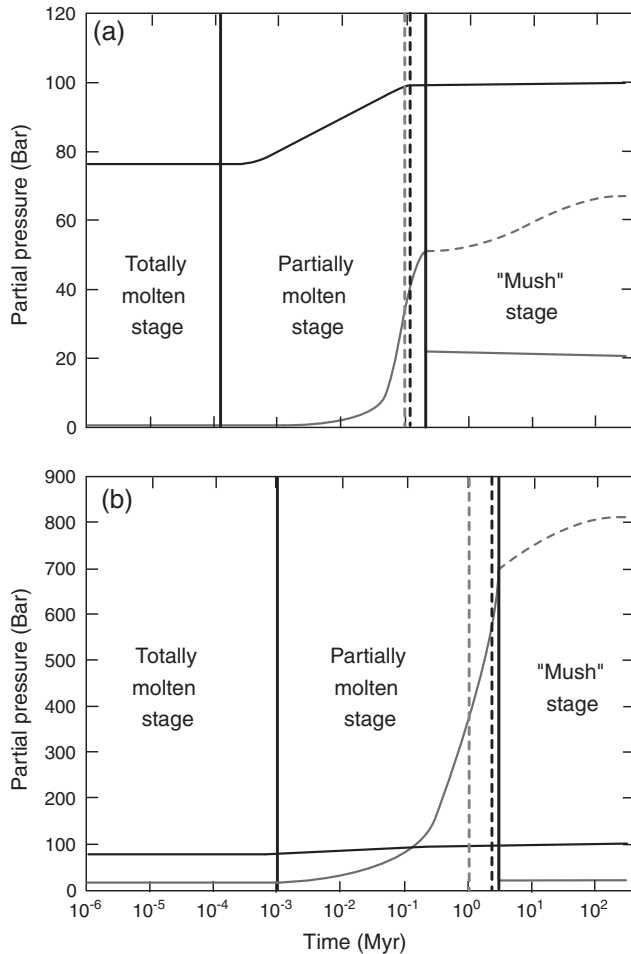 (a)
120
100
80
60
40
20
0
Partial pressure (Bar)
Totally
molten
stage
Partially
molten
stage
"Mush"
stage
(b)
900
800
700
600
500
400
300
200
100
0
Partial pressure (Bar)
Totally
molten
stage
Partially
molten
stage
"Mush"
stage
10⁻⁶ 10⁻⁵ 10⁻⁴ 10⁻³ 10⁻² 10⁻¹ 10⁰ 10¹ 10²
Time (Myr)